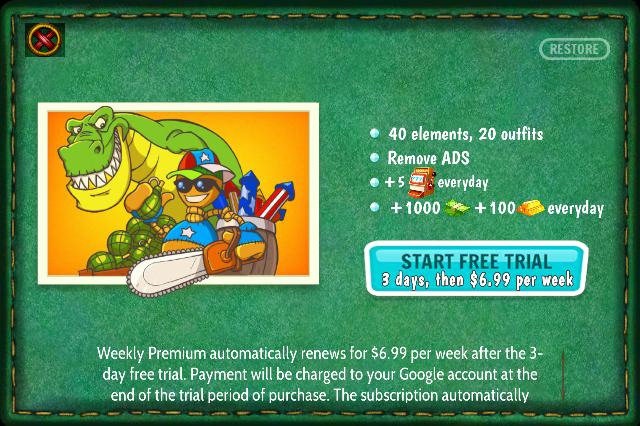 RESTORE
40 elements, 20 outfits
Remove ADS
+5 everyday
+1000 +100 everyday
START FREE TRIAL
3 days, then $6.99 per week
Weekly Premium automatically renews for $6.99 per week after the 3-
day free trial. Payment will be charged to your Google account at the
end of the trial period of purchase. The subscription automatically